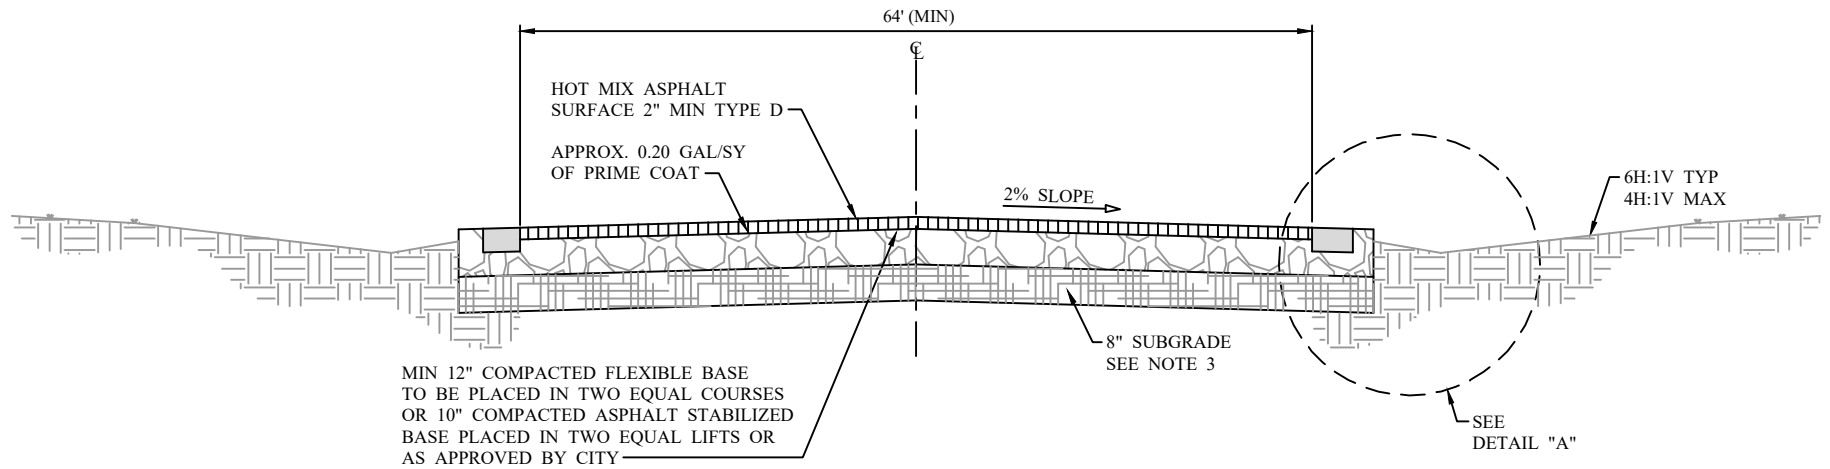 64' (MIN)
℄
HOT MIX ASPHALT
SURFACE 2" MIN TYPE D
APPROX. 0.20 GAL/SY
OF PRIME COAT
2% SLOPE
6H:1V TYP
4H:1V MAX
8" SUBGRADE
SEE NOTE 3
MIN 12" COMPACTED FLEXIBLE BASE
TO BE PLACED IN TWO EQUAL COURSES
OR 10" COMPACTED ASPHALT STABILIZED
BASE PLACED IN TWO EQUAL LIFTS OR
AS APPROVED BY CITY
SEE
DETAIL "A"